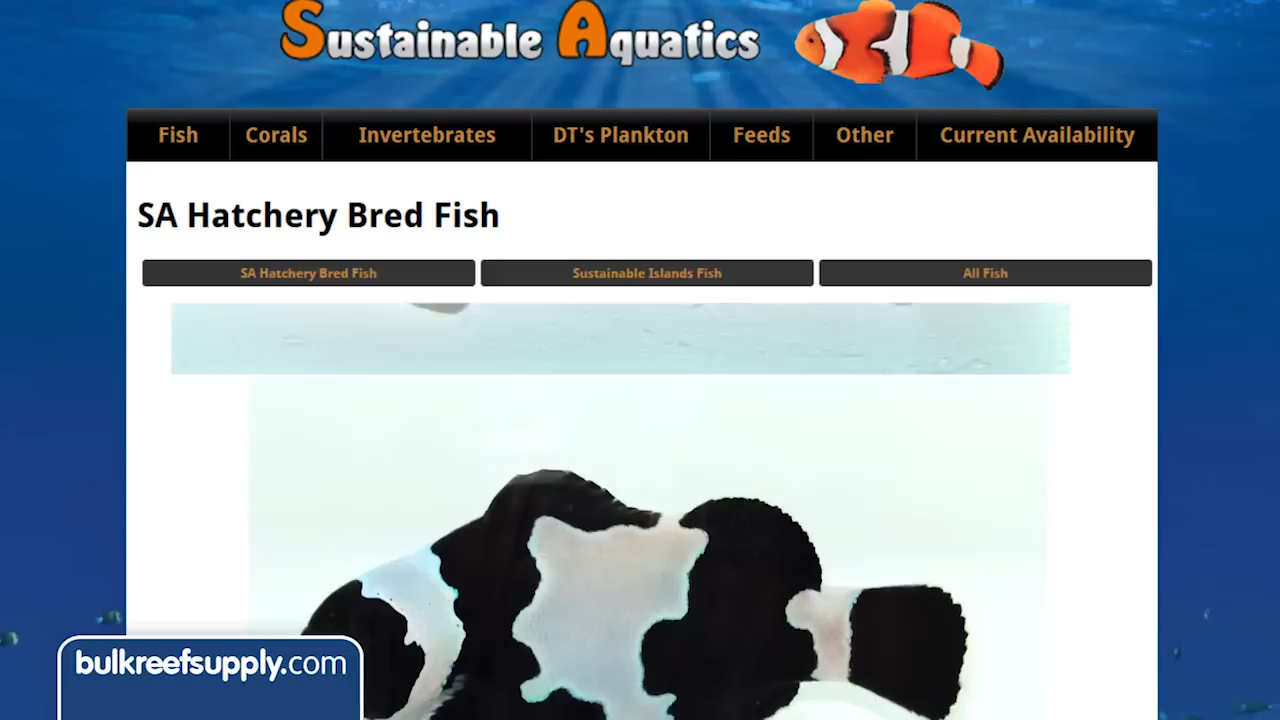 Sustainable Aquatics
Fish Corals Invertebrates DT's Plankton Feeds Other Current Availability
SA Hatchery Bred Fish
SA Hatchery Bred Fish Sustainable Islands Fish All Fish
bulkreefsupply.com